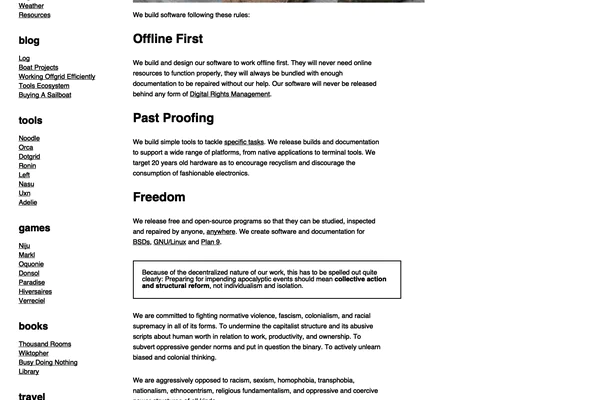 Weather
Resources
blog
Log
Boat Projects
Working Offgrid Efficiently
Tools Ecosystem
Buying A Sailboat
tools
Noodle
Orca
Dotgrid
Ronin
Left
Nasu
Uxn
Adelie
games
Niju
Markl
Oquonie
Donsol
Paradise
Hiversaires
Verreciel
books
Thousand Rooms
Wiktopher
Busy Doing Nothing
Library
travel
We build software following these rules:
Offline First
We build and design our software to work offline first. They will never need online
resources to function properly, they will always be bundled with enough
documentation to be repaired without our help. Our software will never be released
behind any form of Digital Rights Management.
Past Proofing
We build simple tools to tackle specific tasks. We release builds and documentation
to support a wide range of platforms, from native applications to terminal tools. We
target 20 years old hardware as to encourage recyclism and discourage the
consumption of fashionable electronics.
Freedom
We release free and open-source programs so that they can be studied, inspected
and repaired by anyone, anywhere. We create software and documentation for
BSDs, GNU/Linux and Plan 9.
Because of the decentralized nature of our work, this has to be spelled out quite
clearly: Preparing for impending apocalyptic events should mean collective action
and structural reform, not individualism and isolation.
We are committed to fighting normative violence, fascism, colonialism, and racial
supremacy in all of its forms. To undermine the capitalist structure and its abusive
scripts about human worth in relation to work, productivity, and ownership. To
subvert oppressive gender norms and put in question the binary. To actively unlearn
biased and colonial thinking.
We are aggressively opposed to racism, sexism, homophobia, transphobia,
nationalism, ethnocentrism, religious fundamentalism, and oppressive and coercive